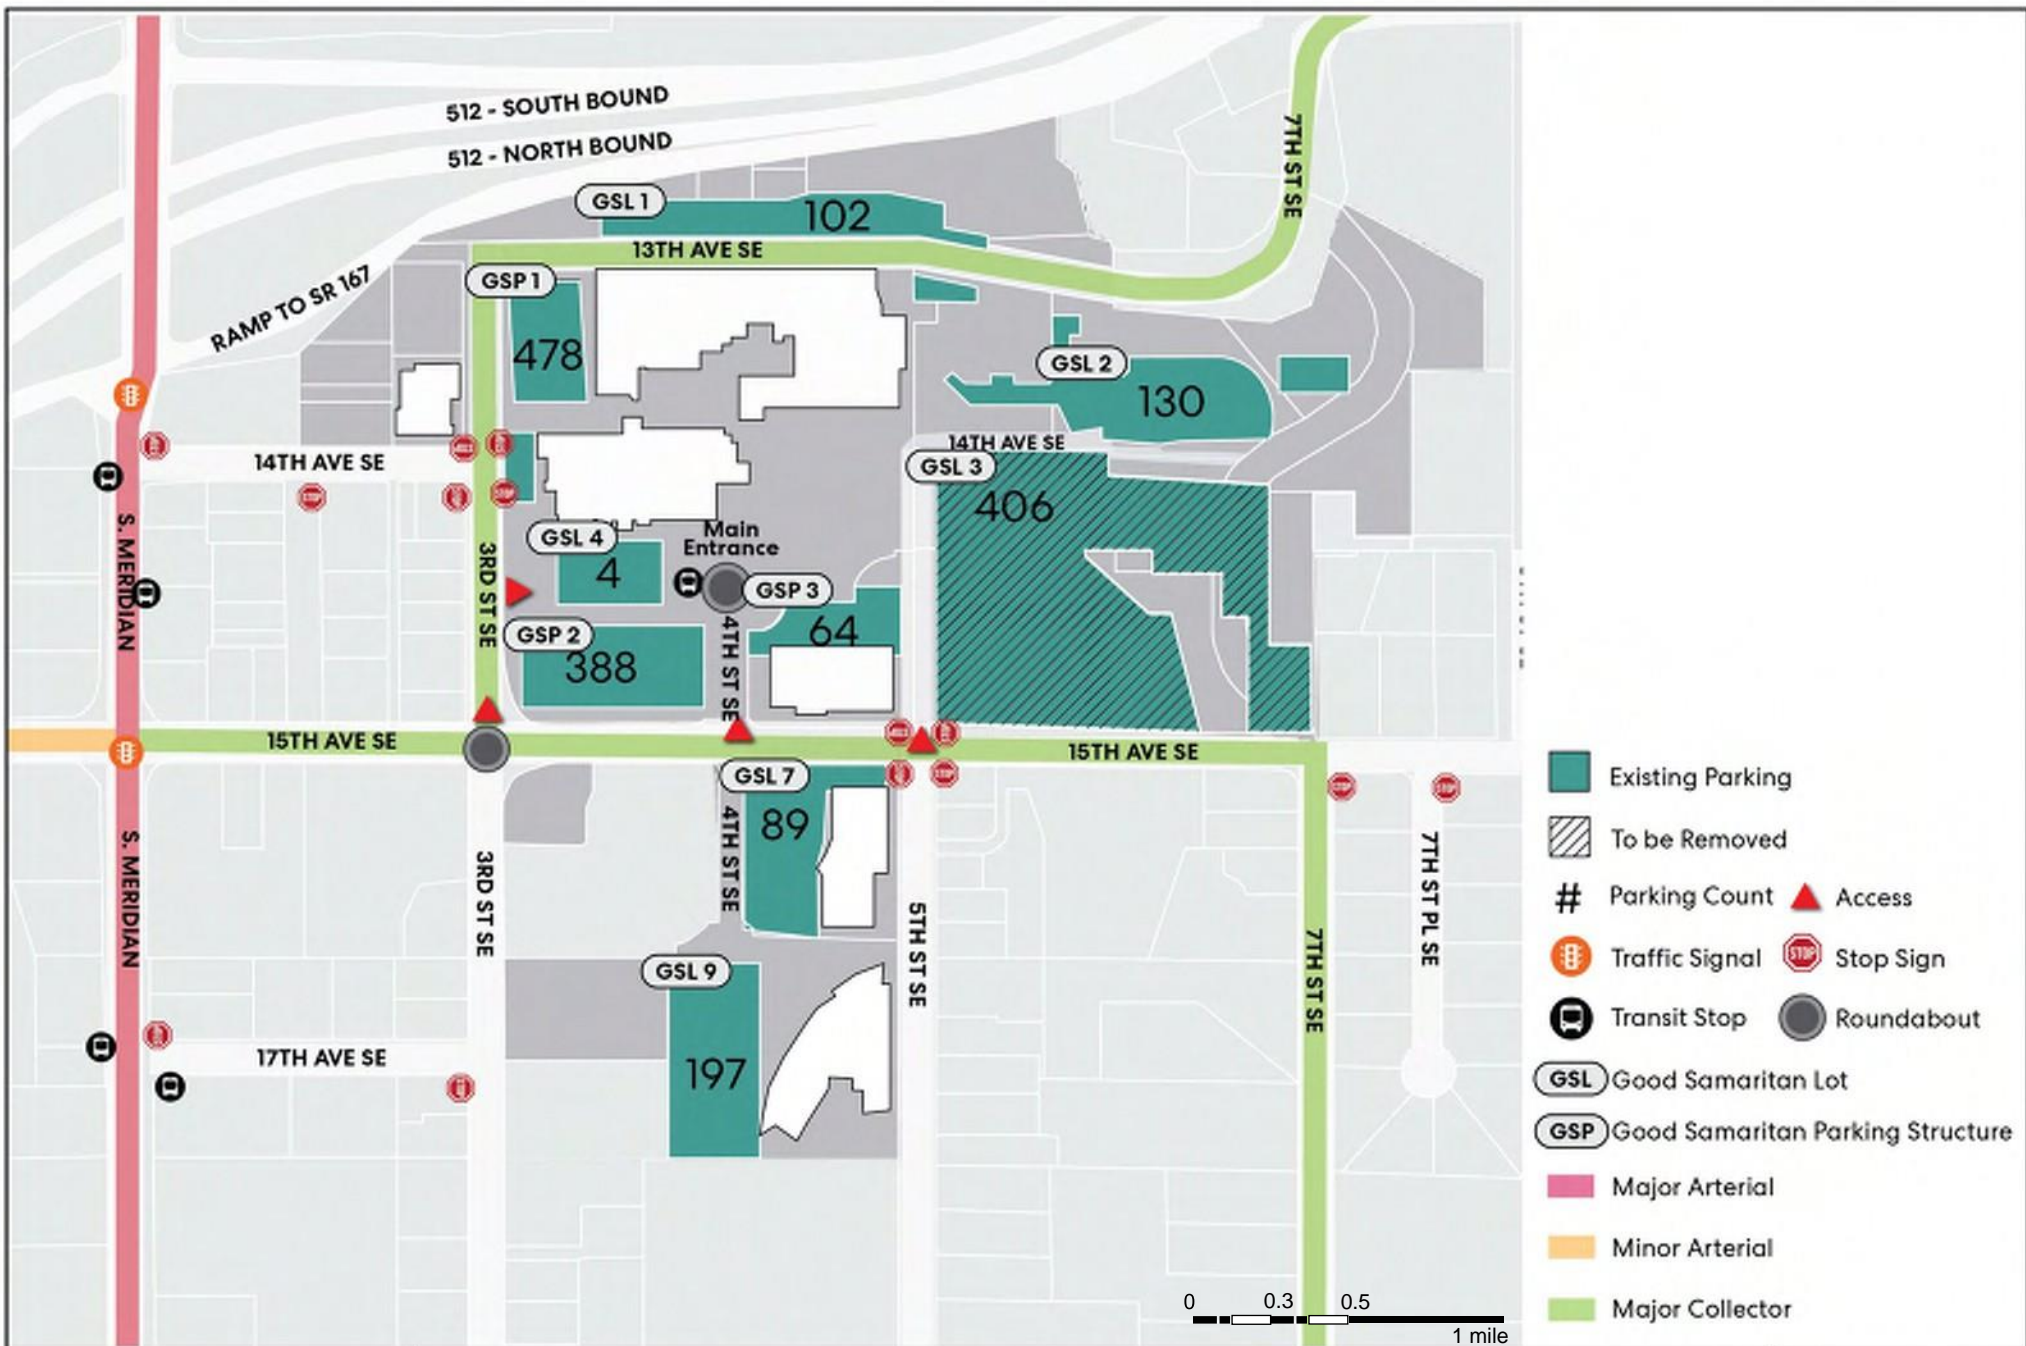 512 - SOUTH BOUND
512 - NORTH BOUND
7TH ST SE
GSL 1
102
13TH AVE SE
GSP 1
RAMP TO SR 167
478
GSL 2
130
14TH AVE SE
14TH AVE SE
GSL 3
406
STOP
STOP
S. MERIDIAN
3RD ST SE
GSL 4
4
Main
Entrance
GSP 3
64
GSP 2
388
4TH ST SE
15TH AVE SE
15TH AVE SE
GSL 7
89
STOP
STOP
STOP
4TH ST SE
S. MERIDIAN
3RD ST SE
5TH ST SE
7TH ST SE
7TH ST PL SE
GSL 9
197
17TH AVE SE
Existing Parking
To be Removed
# Parking Count
Access
Traffic Signal
STOP Stop Sign
Transit Stop
Roundabout
GSL Good Samaritan Lot
GSP Good Samaritan Parking Structure
Major Arterial
Minor Arterial
Major Collector
0 0.3 0.5
1 mile